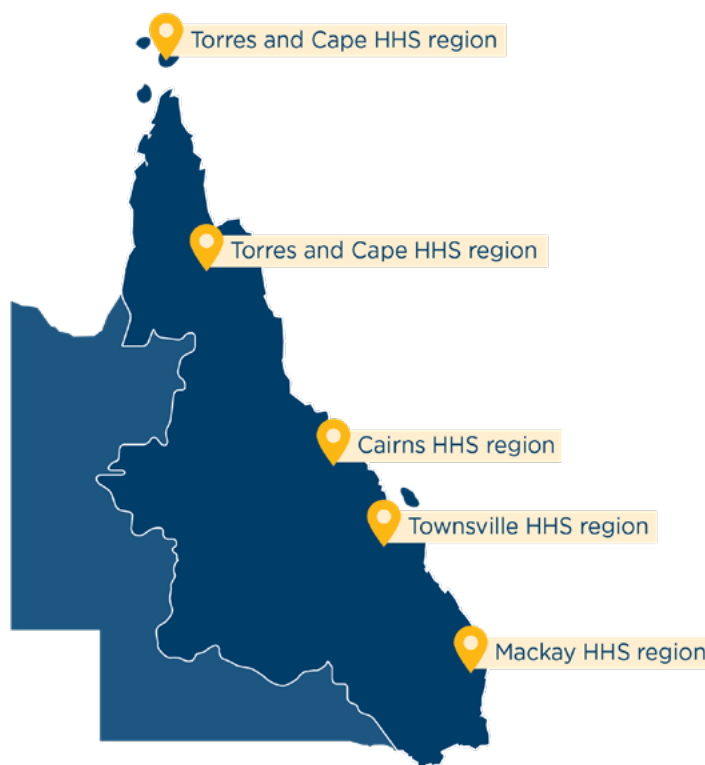 Torres and Cape HHS region
Torres and Cape HHS region
Cairns HHS region
Townsville HHS region
Mackay HHS region